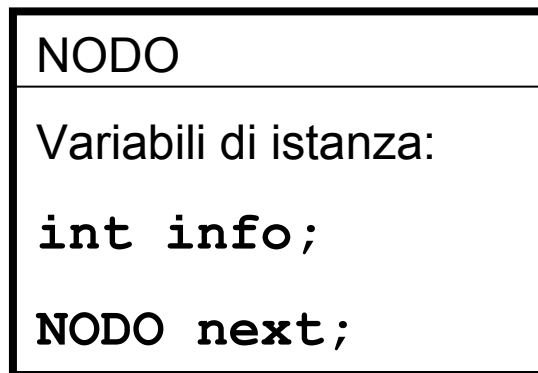 NODO
Variabili di istanza:
int info;
NODO next;